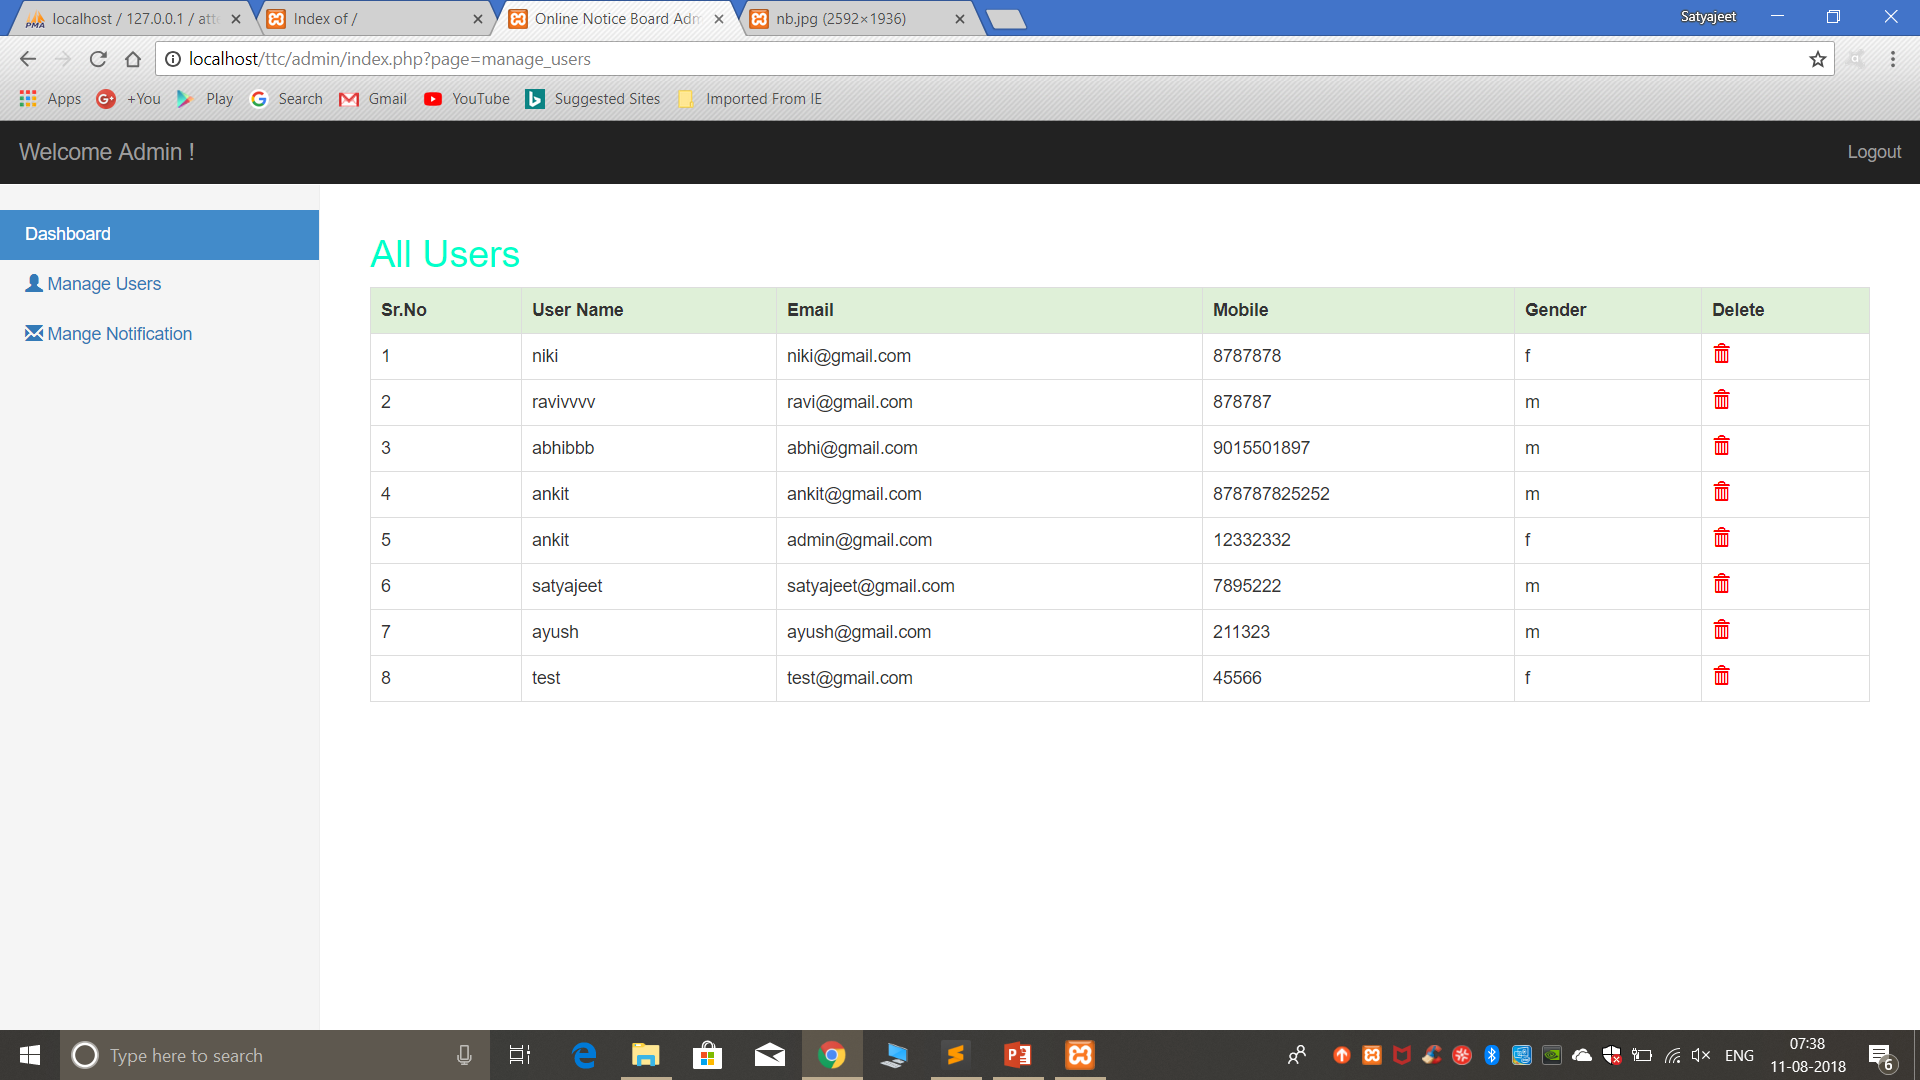 localhost / 127.0.0.1 / atte
Index of /
Online Notice Board Adm
nb.jpg (2592×1936)
Satyajeet
localhost/ttc/admin/index.php?page=manage_users
Apps +You Play Search Gmail YouTube Suggested Sites Imported From IE
Welcome Admin ! Logout
Dashboard
Manage Users
Mange Notification
All Users
Sr.No User Name Email Mobile Gender Delete
1 niki niki@gmail.com 8787878 f
2 ravivvvv ravi@gmail.com 878787 m
3 abhibbb abhi@gmail.com 9015501897 m
4 ankit ankit@gmail.com 878787825252 m
5 ankit admin@gmail.com 12332332 f
6 satyajeet satyajeet@gmail.com 7895222 m
7 ayush ayush@gmail.com 211323 m
8 test test@gmail.com 45566 f
Type here to search
ENG
07:38
11-08-2018
6